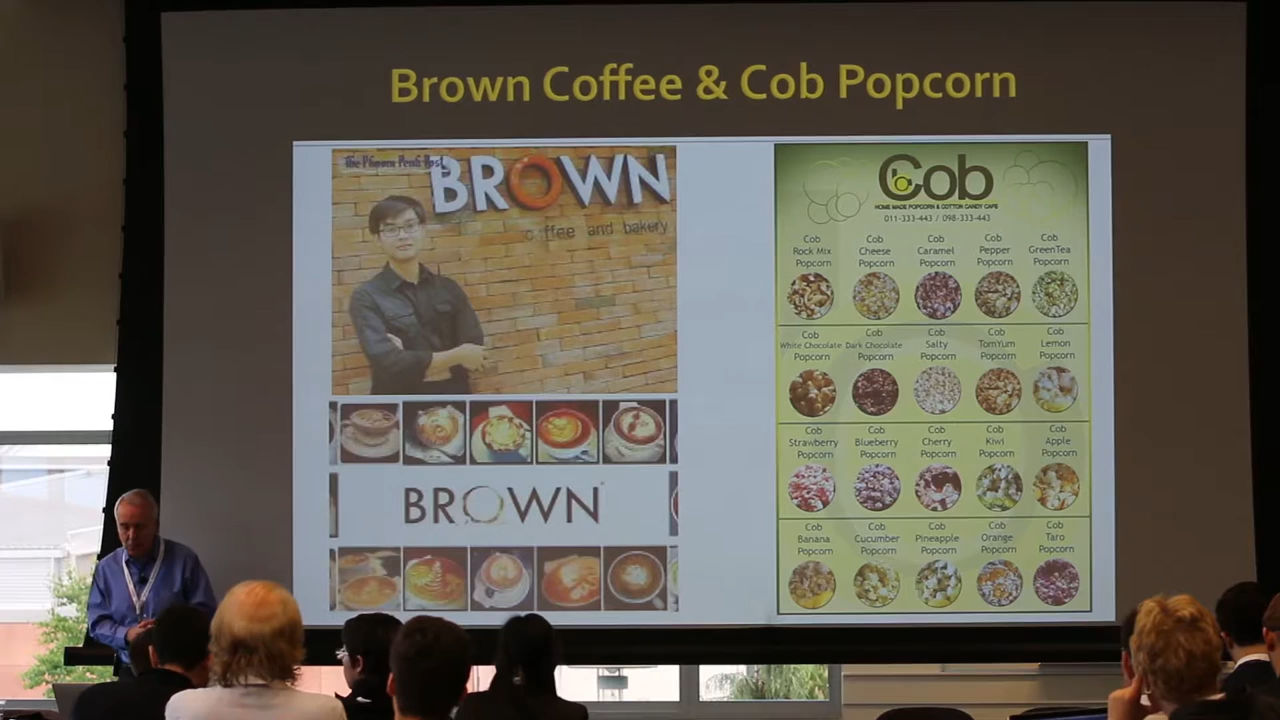 Brown Coffee & Cob Popcorn
The Phnom Penh Post
BROWN
coffee and bakery
BROWN
Cob
HOME MADE POPCORN & COTTON CANDY CAFE
011-333-443 / 098-333-443
Cob Rock Mix Popcorn
Cob Cheese Popcorn
Cob Caramel Popcorn
Cob Pepper Popcorn
Cob GreenTea Popcorn
Cob White Chocolate Popcorn
Cob Dark Chocolate Popcorn
Cob Salty Popcorn
Cob TomYum Popcorn
Cob Lemon Popcorn
Cob Strawberry Popcorn
Cob Blueberry Popcorn
Cob Cherry Popcorn
Cob Kiwi Popcorn
Cob Apple Popcorn
Cob Banana Popcorn
Cob Cucumber Popcorn
Cob Pineapple Popcorn
Cob Orange Popcorn
Cob Taro Popcorn